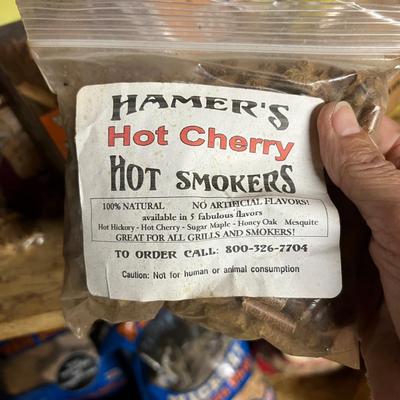 HAMER'S
Hot Cherry
HOT SMOKERS
100% NATURAL NO ARTIFICIAL FLAVORS!
available in 5 fabulous flavors
Hot Hickory - Hot Cherry - Sugar Maple - Honey Oak Mesquite
GREAT FOR ALL GRILLS AND SMOKERS!
TO ORDER CALL: 800-326-7704
Caution: Not for human or animal consumption